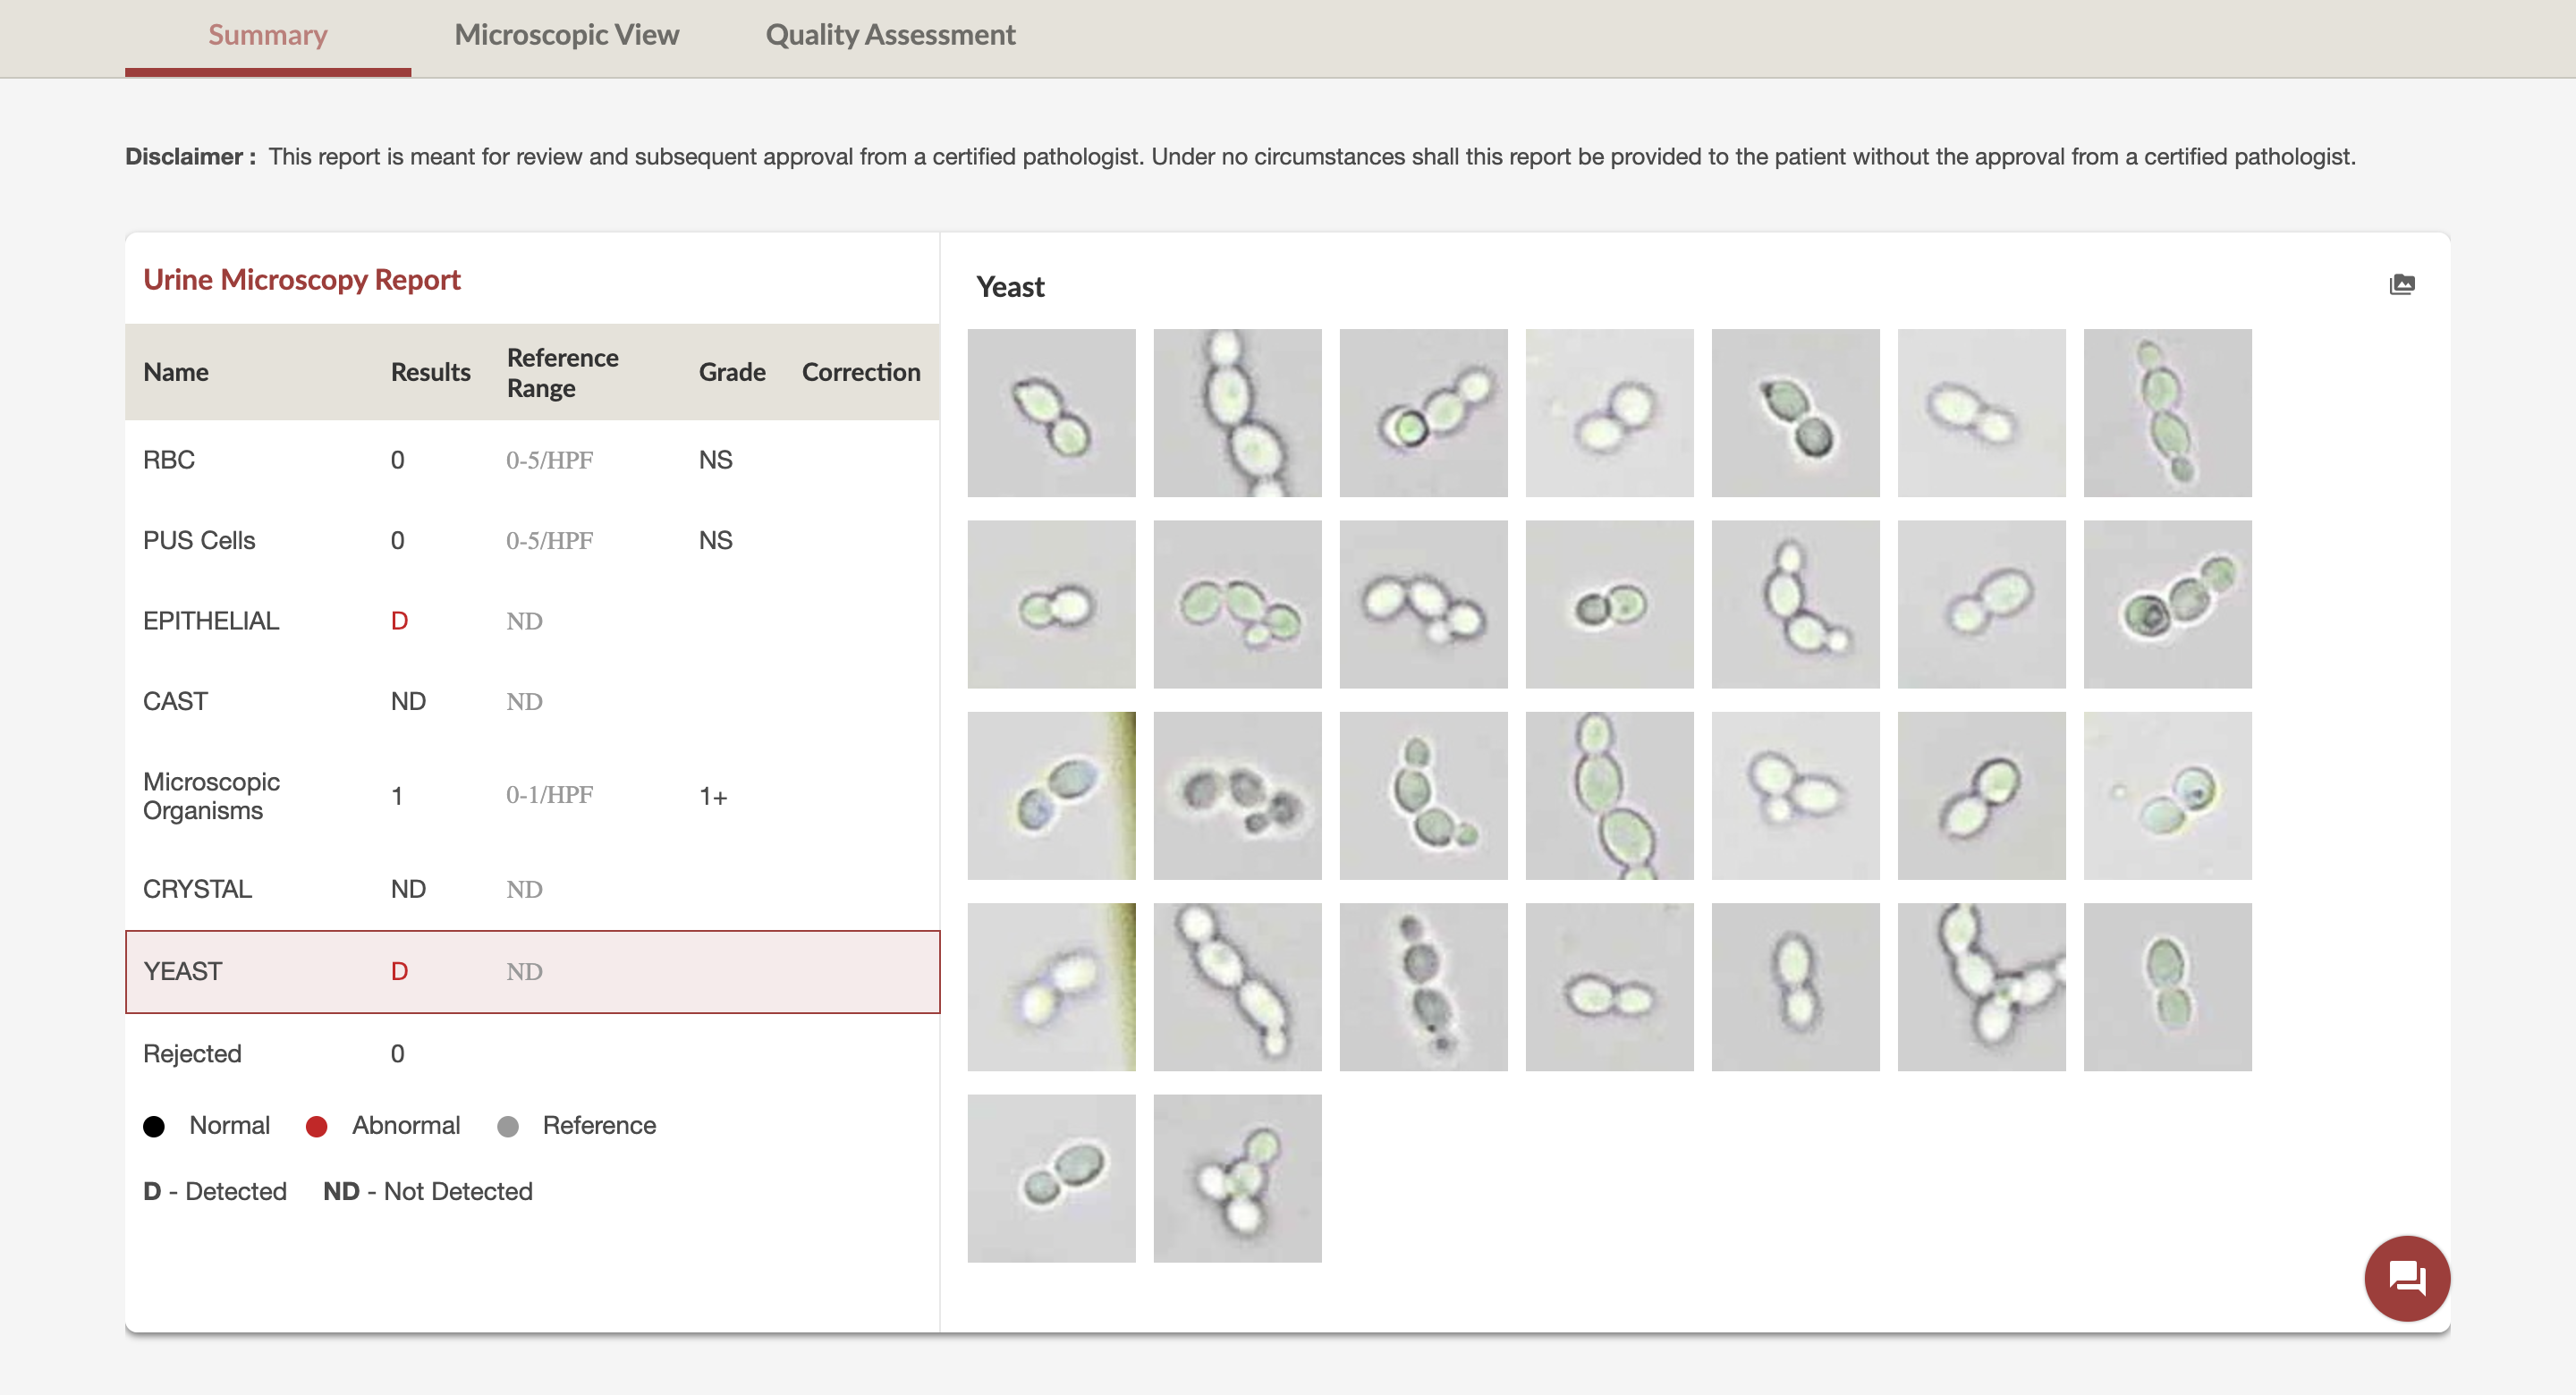 Summary Microscopic View Quality Assessment
Disclaimer : This report is meant for review and subsequent approval from a certified pathologist. Under no circumstances shall this report be provided to the patient without the approval from a certified pathologist.
Urine Microscopy Report
Name Results Reference Range Grade Correction
RBC 0 0-5/HPF NS
PUS Cells 0 0-5/HPF NS
EPITHELIAL D ND
CAST ND ND
Microscopic Organisms 1 0-1/HPF 1+
CRYSTAL ND ND
YEAST D ND
Rejected 0
Normal Abnormal Reference
D - Detected ND - Not Detected
Yeast